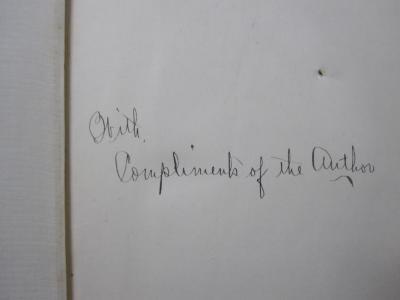 With
Compliments of the Author